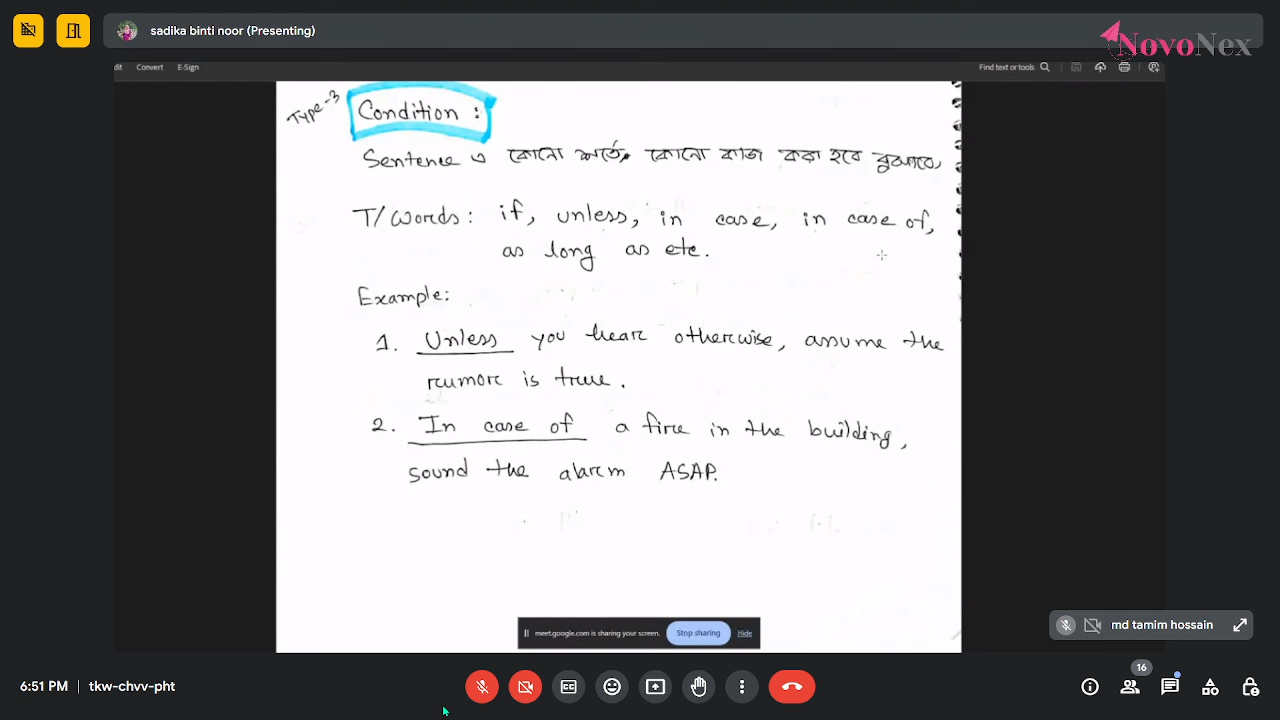 sadika binti noor (Presenting)
NovoNex
dit Convert E-Sign
Find text or tools
Type-3
Condition :
Sentence এ কোনো শর্তে কোনো কাজ করা হবে বুঝাবে,
T/Words: if, unless, in case, in case of,
as long as etc.
Example:
1. Unless you hear otherwise, assume the
rumor is true.
2. In case of a fire in the building,
sound the alarm ASAP.
meet.google.com is sharing your screen. Stop sharing Hide
md tamim hossain
16
6:51 PM | tkw-chvv-pht